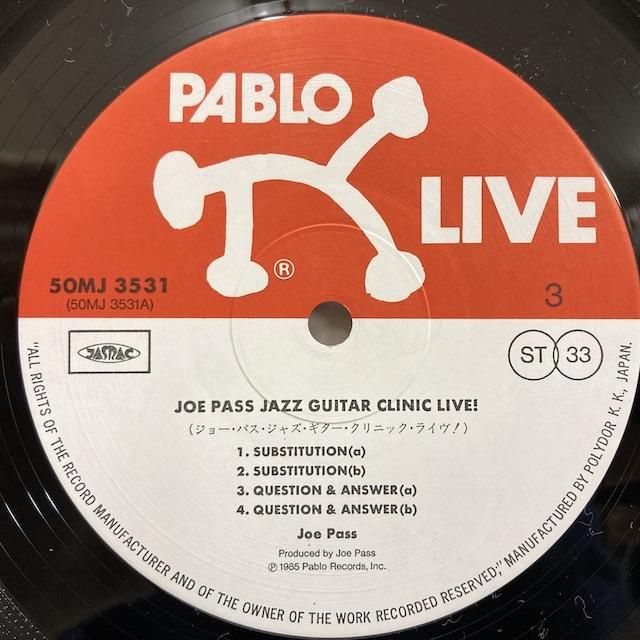 PABLO
LIVE
®
50MJ 3531
(50MJ 3531A)
3
JASRAC
ST 33
JOE PASS JAZZ GUITAR CLINIC LIVE!
(ジョー・パス・ジャズ・ギター・クリニック・ライヴ!)
1. SUBSTITUTION(a)
2. SUBSTITUTION(b)
3. QUESTION & ANSWER(a)
4. QUESTION & ANSWER(b)
Joe Pass
Produced by Joe Pass
℗ 1985 Pablo Records, Inc.
"ALL RIGHTS OF THE RECORD MANUFACTURER AND OF THE OWNER OF THE WORK RECORDED RESERVED;" MANUFACTURED BY POLYDOR K. K., JAPAN.